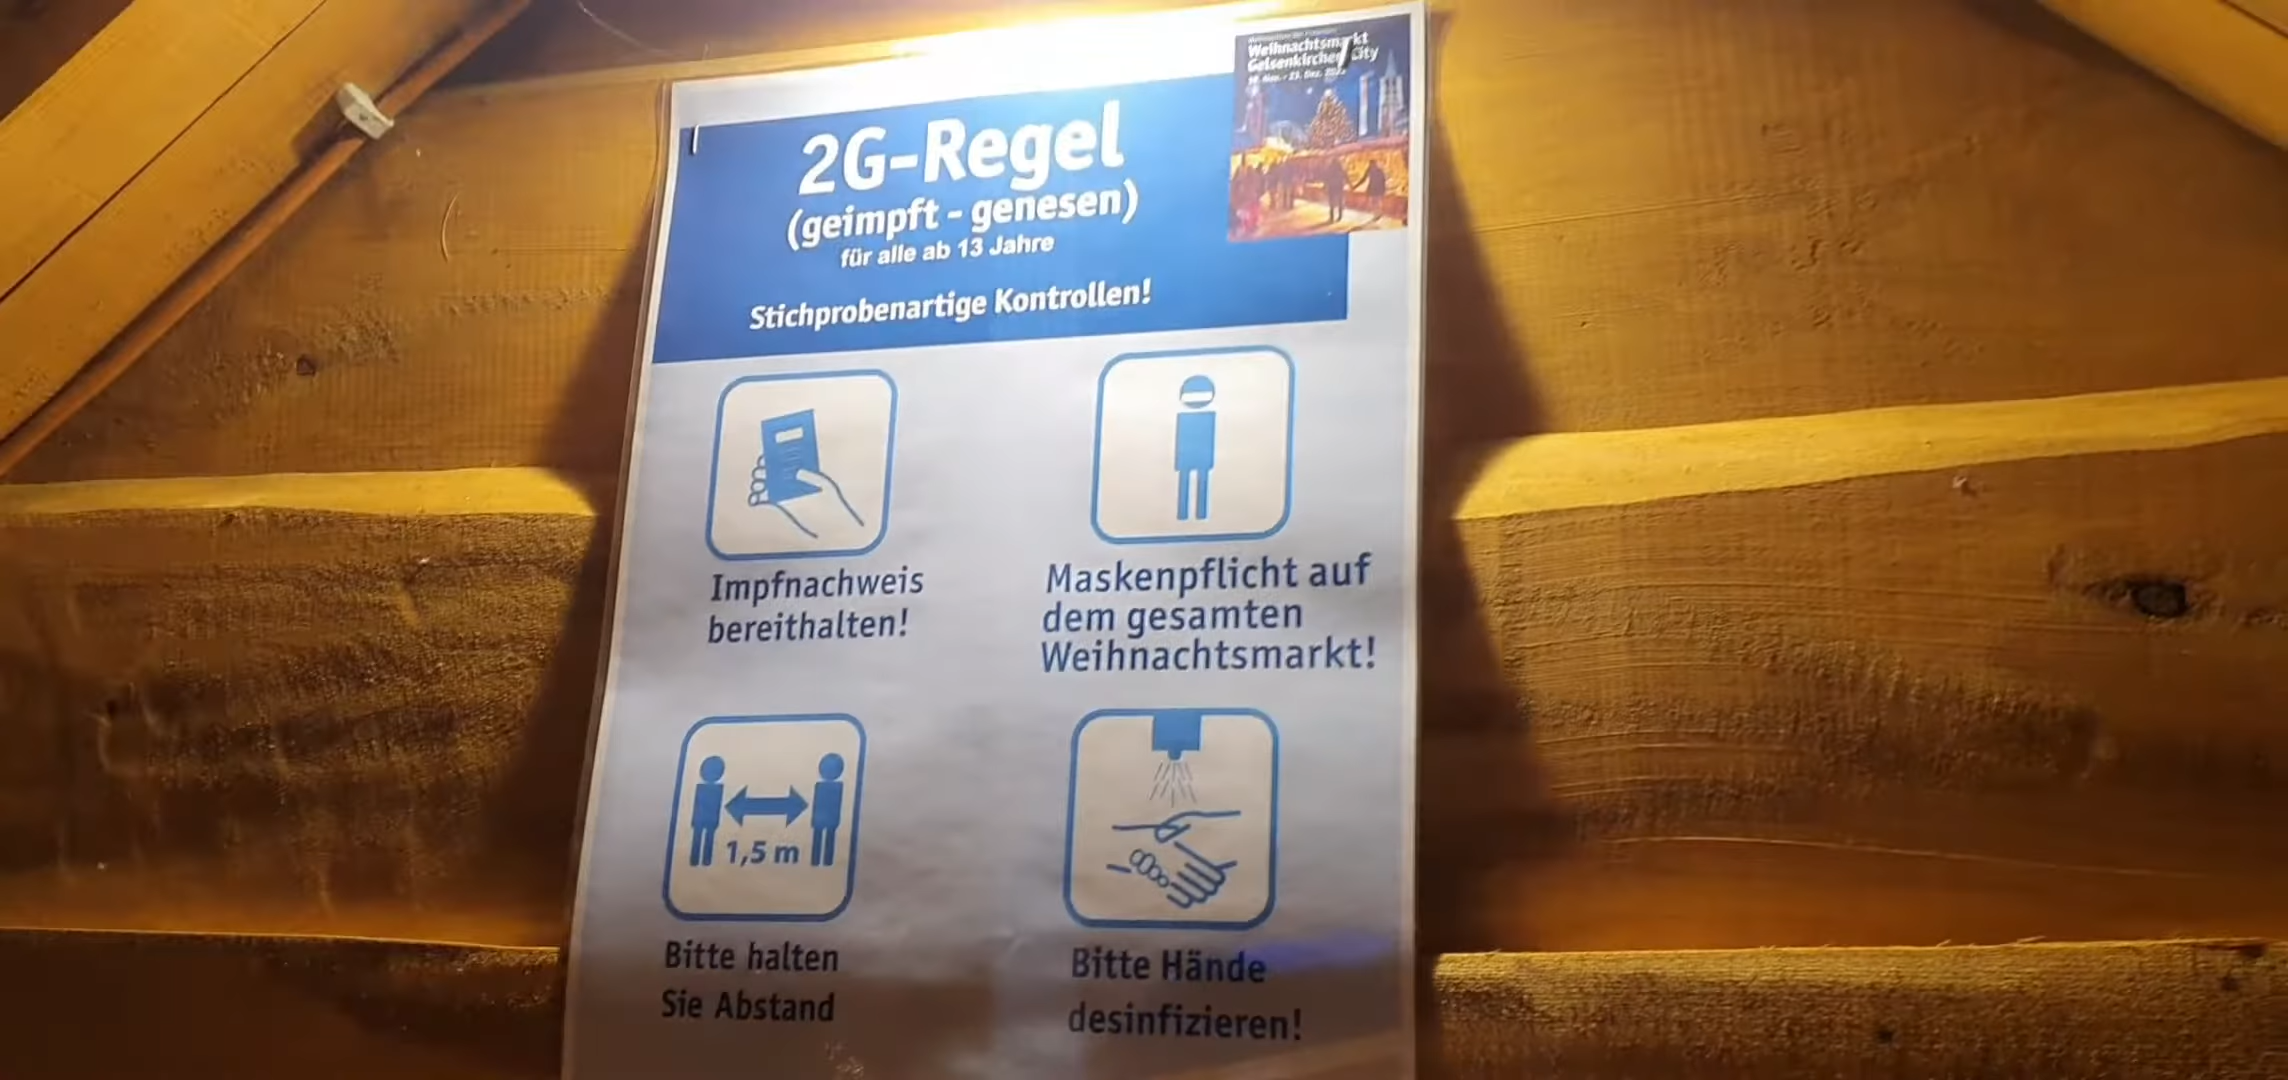 2G-Regel
(geimpft - genesen)
für alle ab 13 Jahre
Stichprobenartige Kontrollen!
Weihnachtsmarkt
Gelsenkirchen City
Impfnachweis
bereithalten!
Maskenpflicht auf
dem gesamten
Weihnachtsmarkt!
1,5 m
Bitte halten
Sie Abstand
Bitte Hände
desinfizieren!